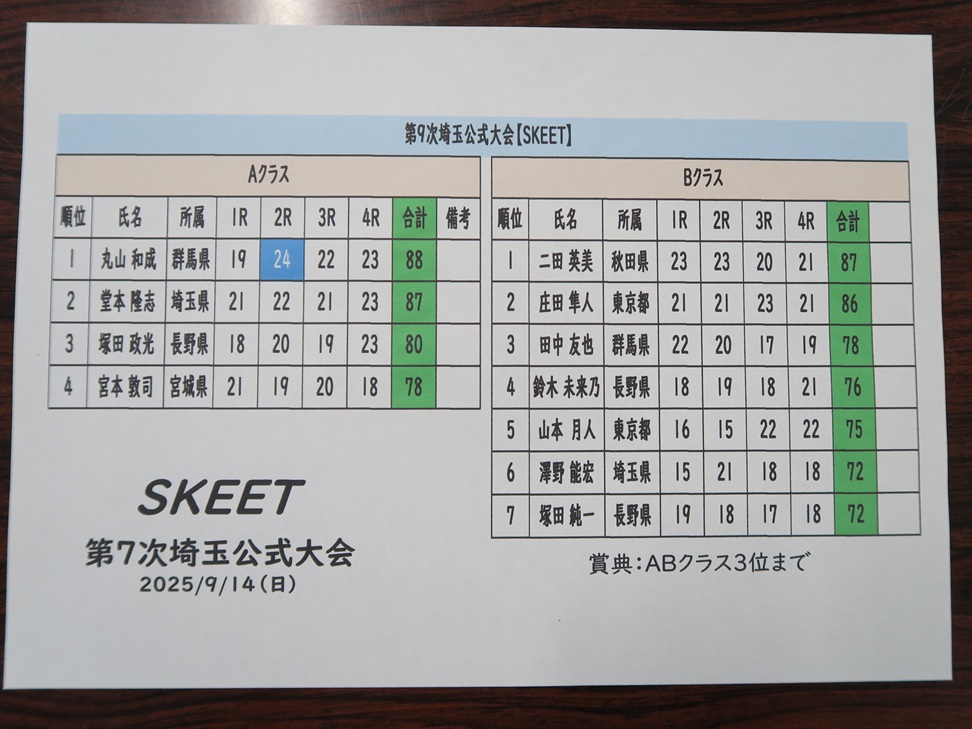 第9次埼玉公式大会【SKEET】
Aクラス
順位 氏名 所属 1R 2R 3R 4R 合計 備考
1 丸山 和成 群馬県 19 24 22 23 88
2 堂本 隆志 埼玉県 21 22 21 23 87
3 塚田 政光 長野県 18 20 19 23 80
4 宮本 敦司 宮城県 21 19 20 18 78
Bクラス
順位 氏名 所属 1R 2R 3R 4R 合計
1 二田 英美 秋田県 23 23 20 21 87
2 庄田 隼人 東京都 21 21 23 21 86
3 田中 友也 群馬県 22 20 17 19 78
4 鈴木 未来乃 長野県 18 19 18 21 76
5 山本 月人 東京都 16 15 22 22 75
6 澤野 能宏 埼玉県 15 21 18 18 72
7 塚田 純一 長野県 19 18 17 18 72
SKEET
第7次埼玉公式大会
2025/9/14(日)
賞典:ABクラス3位まで